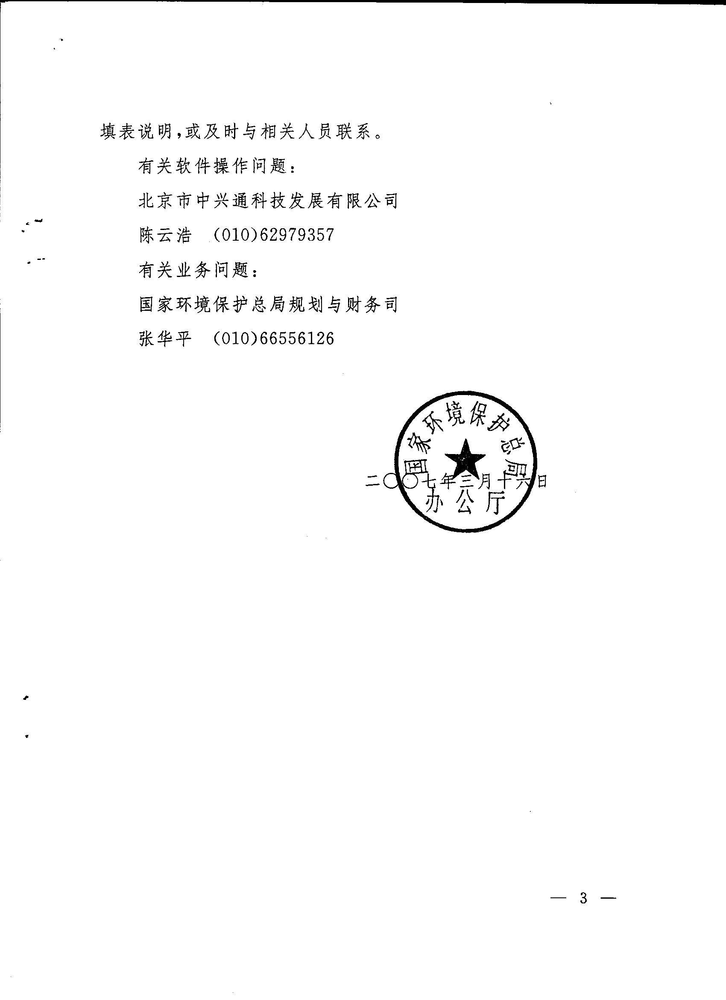 填表说明,或及时与相关人员联系。
有关软件操作问题:
北京市中兴通科技发展有限公司
陈云浩 (010)62979357
有关业务问题:
国家环境保护总局规划与财务司
张华平 (010)66556126
国家环境保护总局
二〇〇七年三月十六日
办公厅
— 3 —